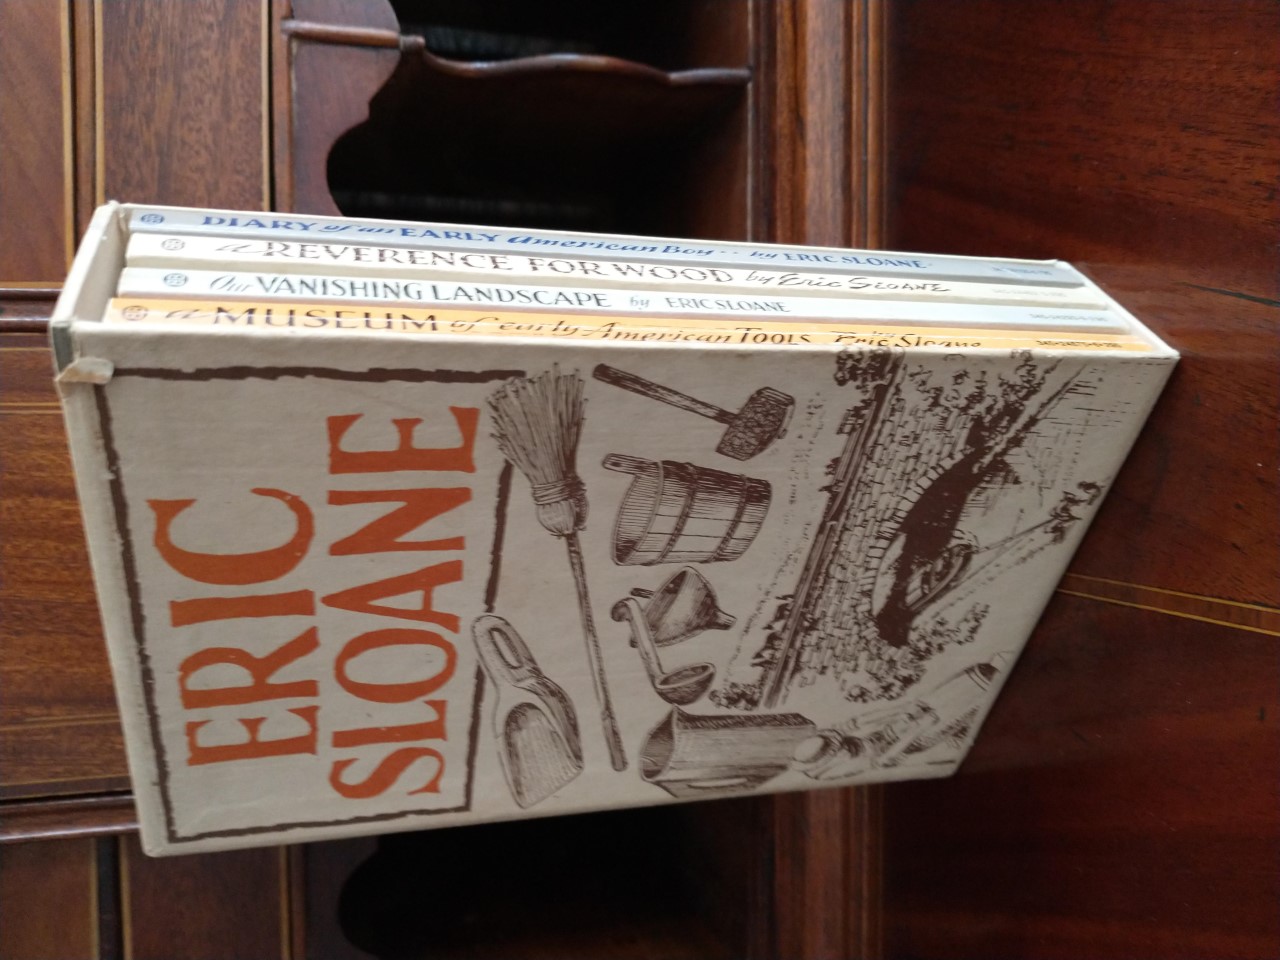 DIARY of an EARLY American Boy · · by ERIC SLOANE
a REVERENCE FOR WOOD by Eric SLOANE
Our VANISHING LANDSCAPE by ERIC SLOANE
a MUSEUM of early American TOOLS by Eric Sloane
ERIC
SLOANE